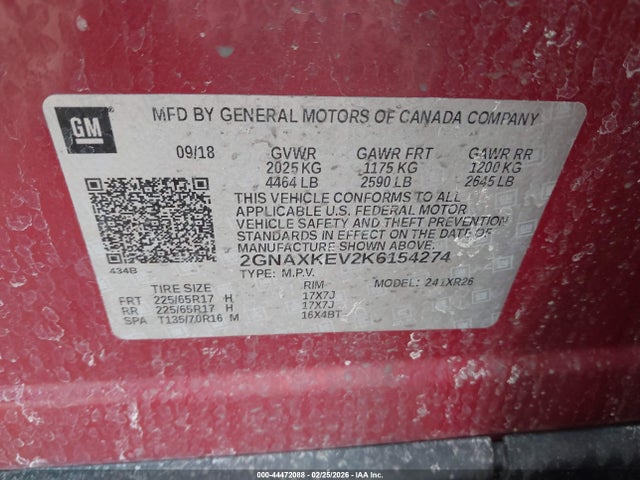 GM
MFD BY GENERAL MOTORS OF CANADA COMPANY
09/18 GVWR GAWR FRT GAWR RR
2025 KG 1175 KG 1200 KG
4464 LB 2590 LB 2645 LB
THIS VEHICLE CONFORMS TO ALL
APPLICABLE U.S. FEDERAL MOTOR
VEHICLE SAFETY AND THEFT PREVENTION
STANDARDS IN EFFECT ON THE DATE OF
MANUFACTURE SHOWN ABOVE.
2GNAXKEV2K6154274
434B
TYPE: M.P.V. MODEL: 241XR26
TIRE SIZE RIM
FRT 225/65R17 H 17X7J
RR 225/65R17 H 17X7J
SPA T135/70R16 M 16X4BT
000-44472088 - 02/25/2026 - IAA Inc.